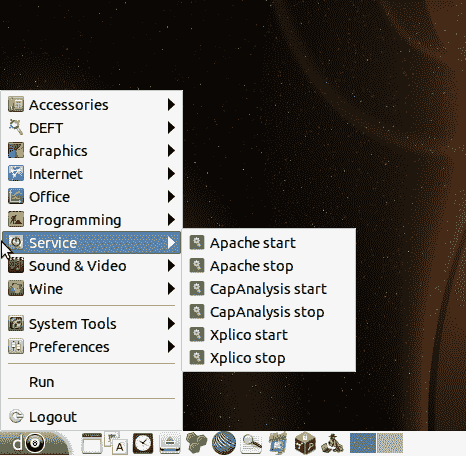 Accessories
DEFT
Graphics
Internet
Office
Programming
Service
Sound & Video
Wine
System Tools
Preferences
Run
Logout
Apache start
Apache stop
CapAnalysis start
CapAnalysis stop
Xplico start
Xplico stop
d8
A